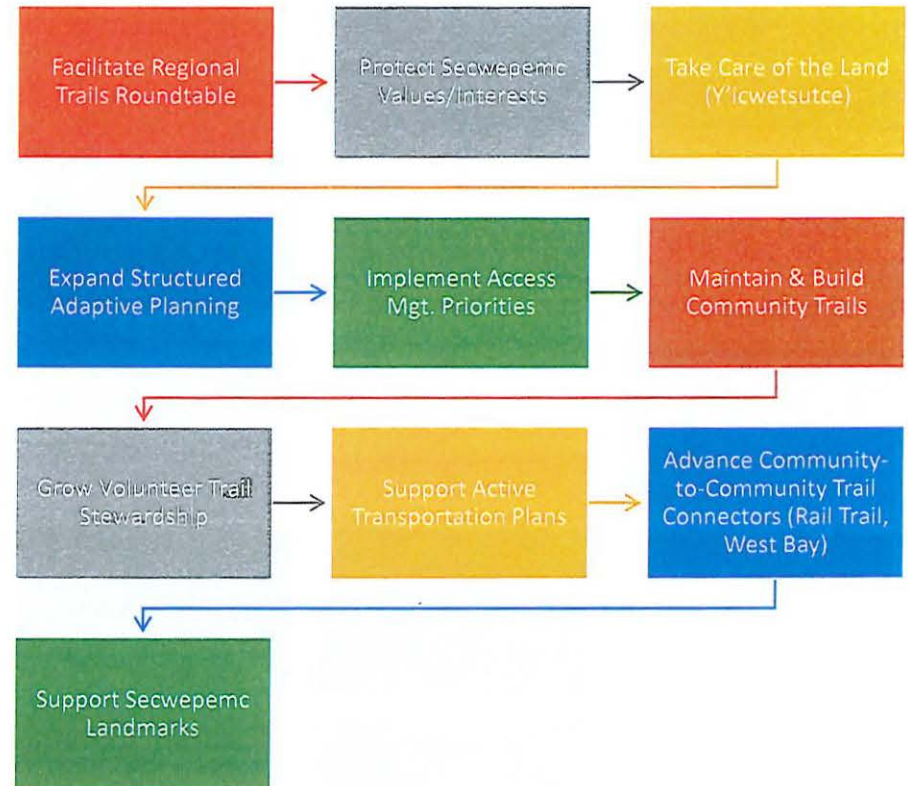 Facilitate Regional
Trails Roundtable
Protect Secwepemc
Values/Interests
Take Care of the Land
(Y'icwetsutce)
Expand Structured
Adaptive Planning
Implement Access
Mgt. Priorities
Maintain & Build
Community Trails
Grow Volunteer Trail
Stewardship
Support Active
Transportation Plans
Advance Community-
to-Community Trail
Connectors (Rail Trail,
West Bay)
Support Secwepemc
Landmarks